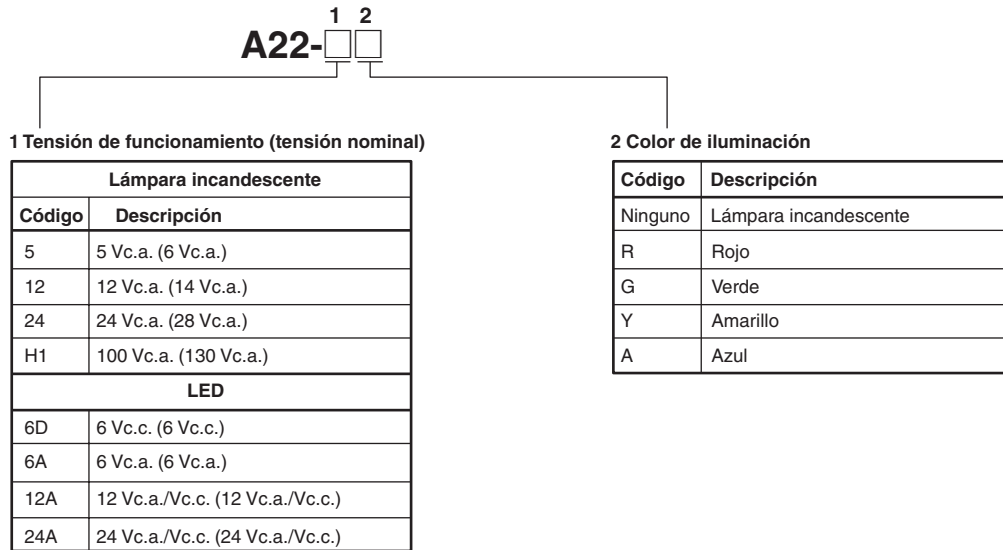 1 2
A22-
1 Tensión de funcionamiento (tensión nominal)
Lámpara incandescente
Código Descripción
5 5 Vc.a. (6 Vc.a.)
12 12 Vc.a. (14 Vc.a.)
24 24 Vc.a. (28 Vc.a.)
H1 100 Vc.a. (130 Vc.a.)
LED
6D 6 Vc.c. (6 Vc.c.)
6A 6 Vc.a. (6 Vc.a.)
12A 12 Vc.a./Vc.c. (12 Vc.a./Vc.c.)
24A 24 Vc.a./Vc.c. (24 Vc.a./Vc.c.)
2 Color de iluminación
Código Descripción
Ninguno Lámpara incandescente
R Rojo
G Verde
Y Amarillo
A Azul